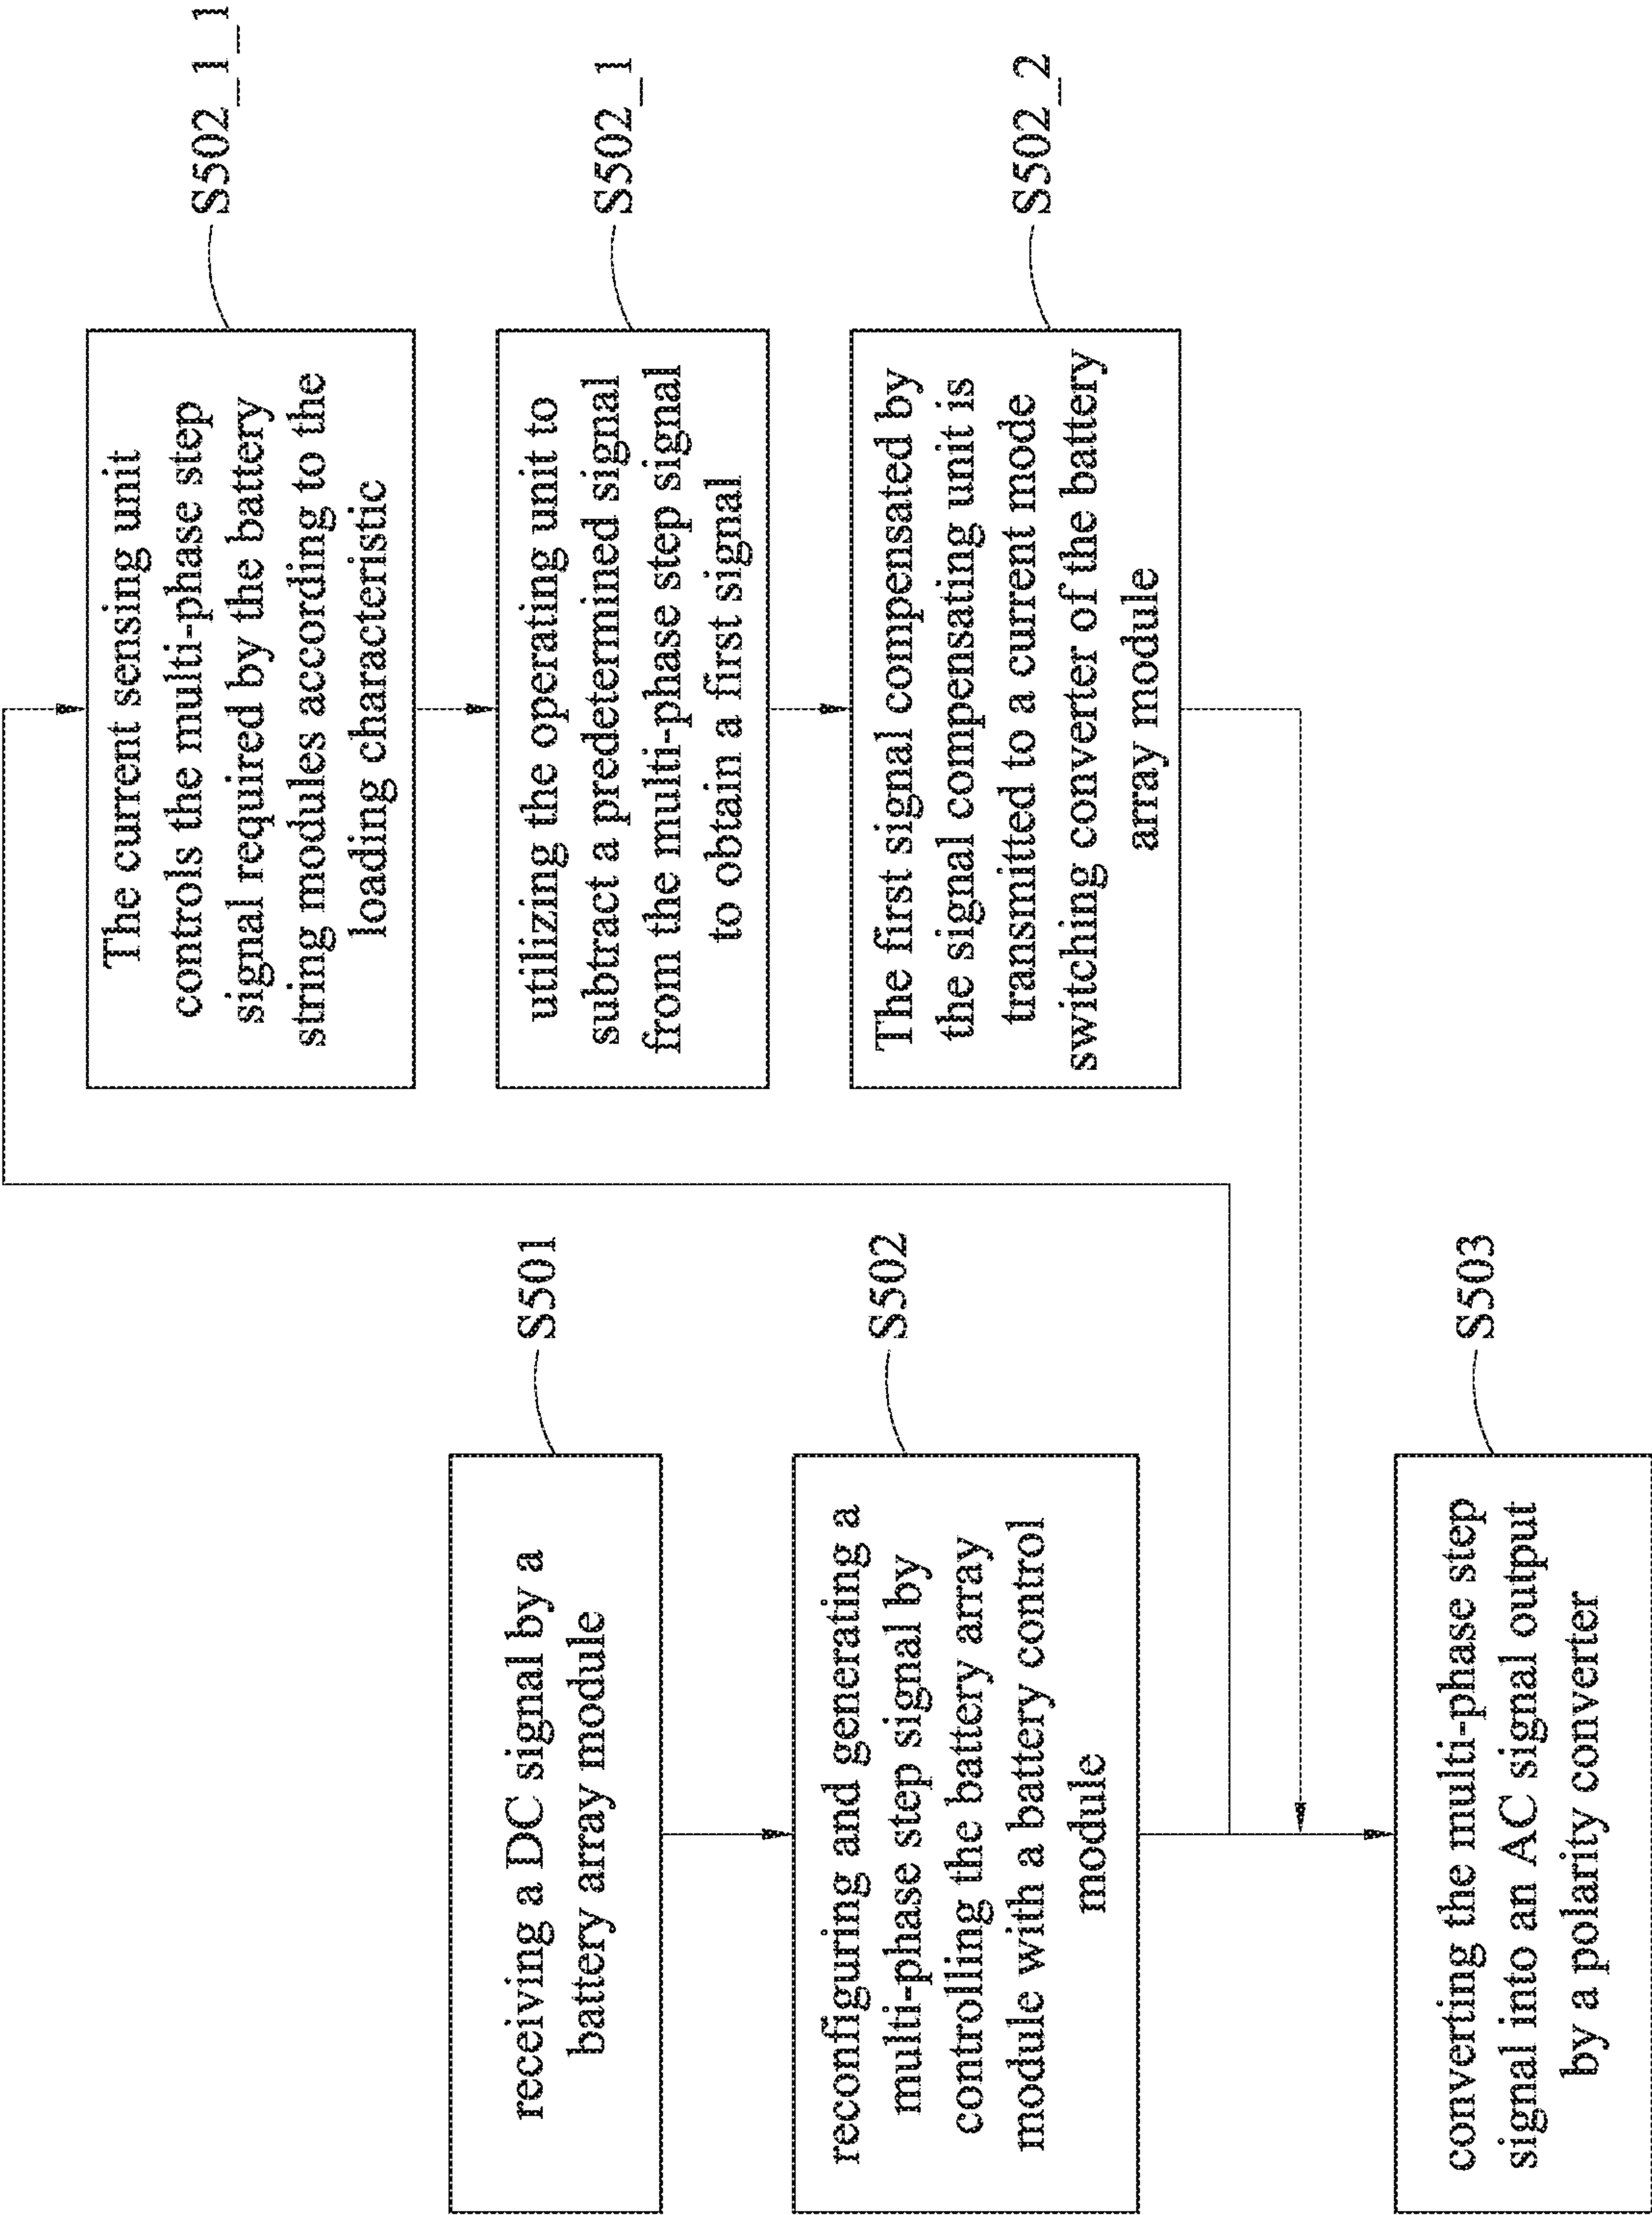 receiving a DC signal by a
battery array module
S501
reconfiguring and generating a
multi-phase step signal by
controlling the battery array
module with a battery control
module
S502
converting the multi-phase step
signal into an AC signal output
by a polarity converter
S503
The current sensing unit
controls the multi-phase step
signal required by the battery
string modules according to the
loading characteristic
S502_1_1
utilizing the operating unit to
subtract a predetermined signal
from the multi-phase step signal
to obtain a first signal
S502_1
The first signal compensated by
the signal compensating unit is
transmitted to a current mode
switching converter of the battery
array module
S502_2